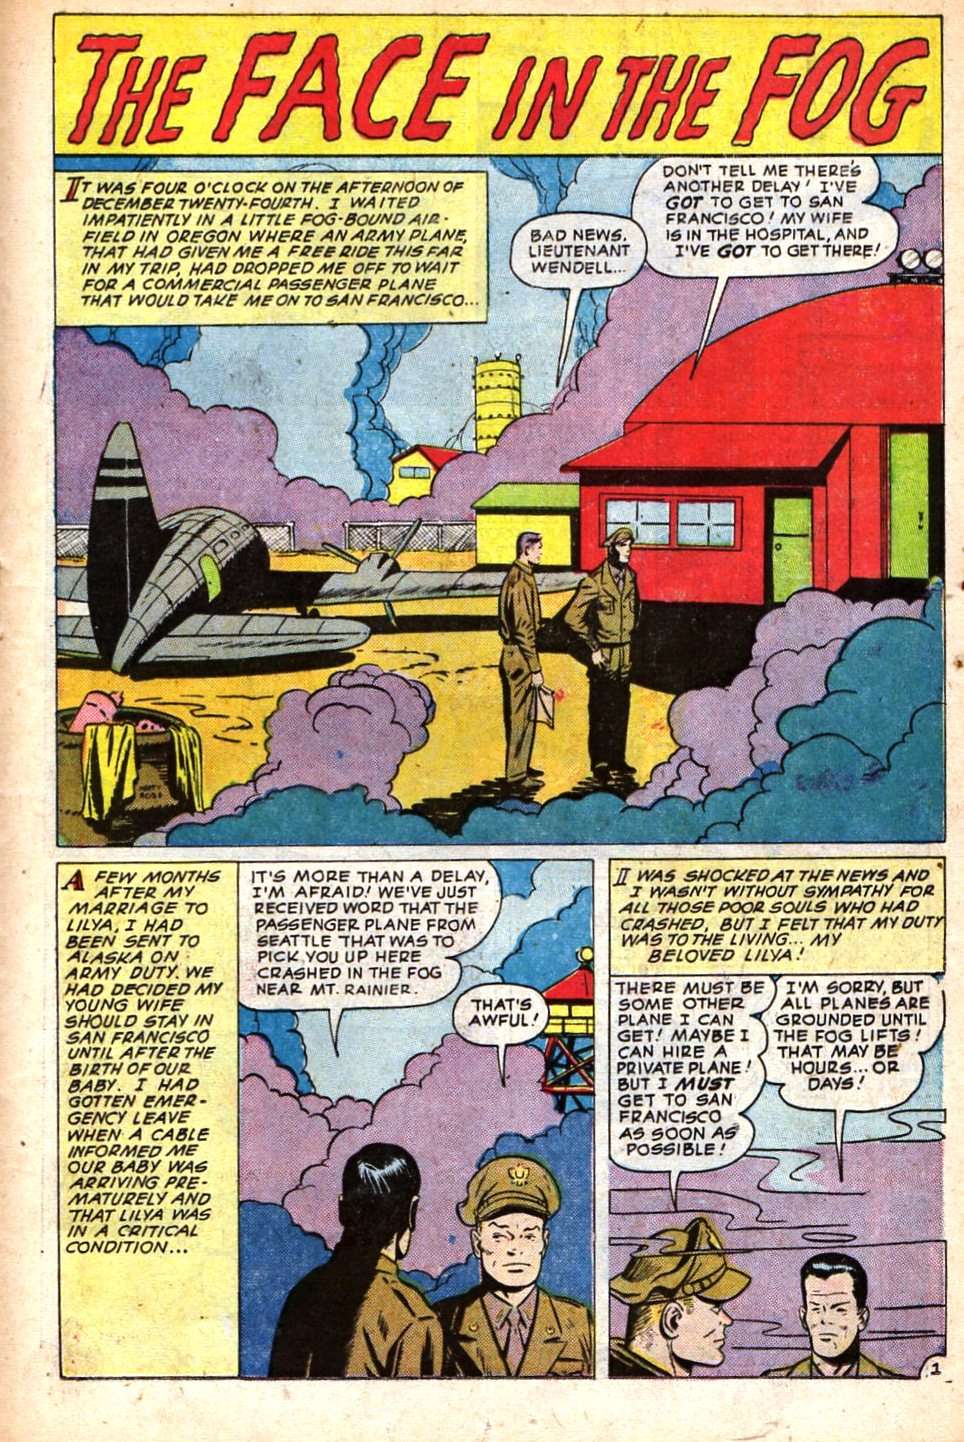 THE FACE IN THE FOG
IT WAS FOUR O'CLOCK ON THE AFTERNOON OF
DECEMBER TWENTY-FOURTH. I WAITED
IMPATIENTLY IN A LITTLE FOG-BOUND AIR-
FIELD IN OREGON WHERE AN ARMY PLANE,
THAT HAD GIVEN ME A FREE RIDE THIS FAR
IN MY TRIP, HAD DROPPED ME OFF TO WAIT
FOR A COMMERCIAL PASSENGER PLANE
THAT WOULD TAKE ME ON TO SAN FRANCISCO...
BAD NEWS,
LIEUTENANT
WENDELL...
DON'T TELL ME THERE'S
ANOTHER DELAY! I'VE
GOT TO GET TO SAN
FRANCISCO! MY WIFE
IS IN THE HOSPITAL, AND
I'VE GOT TO GET THERE!
A FEW MONTHS
AFTER MY
MARRIAGE TO
LILYA, I HAD
BEEN SENT TO
ALASKA ON
ARMY DUTY. WE
HAD DECIDED MY
YOUNG WIFE
SHOULD STAY IN
SAN FRANCISCO
UNTIL AFTER THE
BIRTH OF OUR
BABY. I HAD
GOTTEN EMER-
GENCY LEAVE
WHEN A CABLE
INFORMED ME
OUR BABY WAS
ARRIVING PRE-
MATURELY AND
THAT LILYA WAS
IN A CRITICAL
CONDITION...
IT'S MORE THAN A DELAY,
I'M AFRAID! WE'VE JUST
RECEIVED WORD THAT THE
PASSENGER PLANE FROM
SEATTLE THAT WAS TO
PICK YOU UP HERE
CRASHED IN THE FOG
NEAR MT. RAINIER.
THAT'S
AWFUL!
I WAS SHOCKED AT THE NEWS AND
I WASN'T WITHOUT SYMPATHY FOR
ALL THOSE POOR SOULS WHO HAD
CRASHED, BUT I FELT THAT MY DUTY
WAS TO THE LIVING... MY
BELOVED LILYA!
THERE MUST BE
SOME OTHER
PLANE I CAN
GET! MAYBE I
CAN HIRE A
PRIVATE PLANE!
BUT I MUST
GET TO SAN
FRANCISCO
AS SOON AS
POSSIBLE!
I'M SORRY, BUT
ALL PLANES ARE
GROUNDED UNTIL
THE FOG LIFTS!
THAT MAY BE
HOURS... OR
DAYS!
1